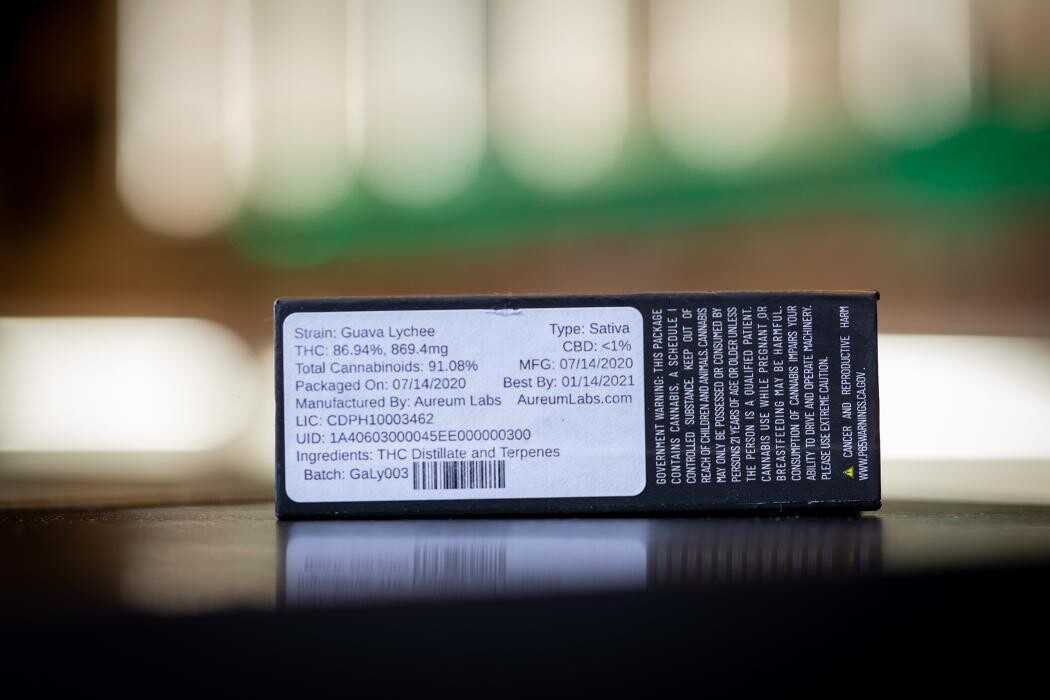 Strain: Guava Lychee Type: Sativa
THC: 86.94%, 869.4mg CBD: <1%
Total Cannabinoids: 91.08% MFG: 07/14/2020
Packaged On: 07/14/2020 Best By: 01/14/2021
Manufactured By: Aureum Labs AureumLabs.com
LIC: CDPH10003462
UID: 1A40603000045EE000000300
Ingredients: THC Distillate and Terpenes
Batch: GaLy003
GOVERNMENT WARNING: THIS PACKAGE
CONTAINS CANNABIS, A SCHEDULE I
CONTROLLED SUBSTANCE. KEEP OUT OF
REACH OF CHILDREN AND ANIMALS. CANNABIS
MAY ONLY BE POSSESSED OR CONSUMED BY
PERSONS 21 YEARS OF AGE OR OLDER UNLESS
THE PERSON IS A QUALIFIED PATIENT.
CANNABIS USE WHILE PREGNANT OR
BREASTFEEDING MAY BE HARMFUL.
CONSUMPTION OF CANNABIS IMPAIRS YOUR
ABILITY TO DRIVE AND OPERATE MACHINERY.
PLEASE USE EXTREME CAUTION.
CANCER AND REPRODUCTIVE HARM
WWW.P65WARNINGS.CA.GOV.